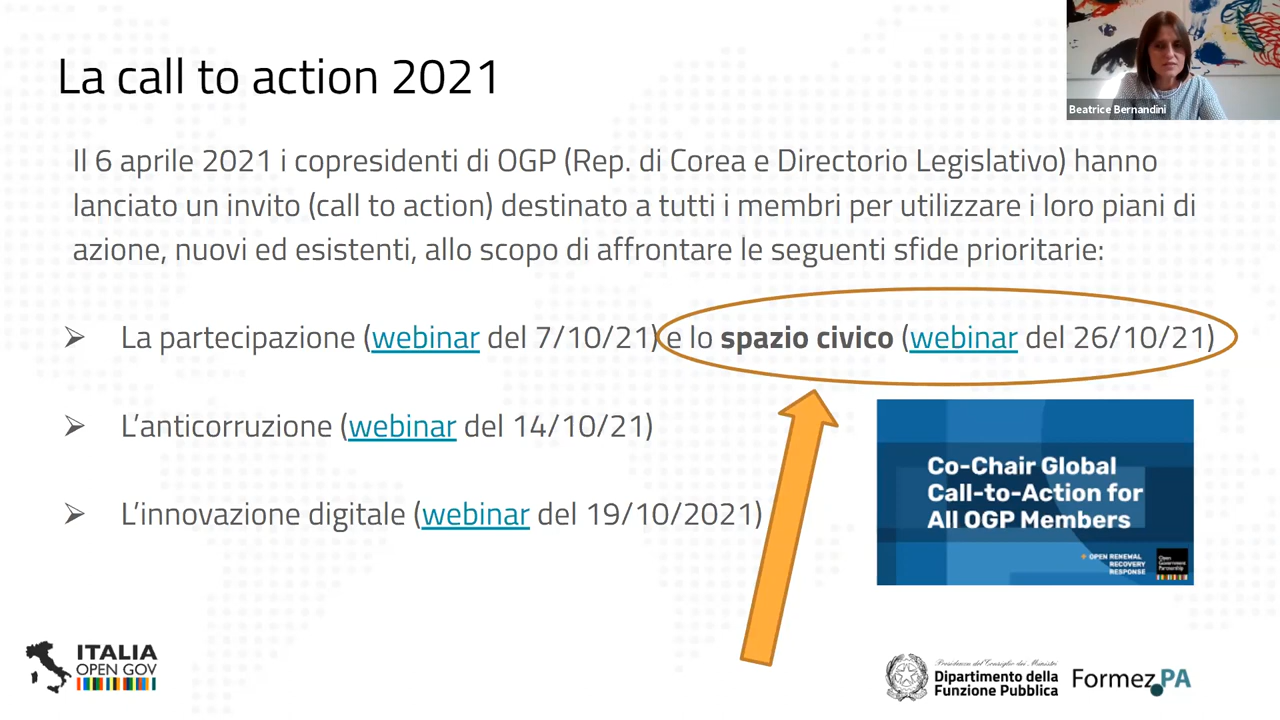 La call to action 2021
Beatrice Bernandini
Il 6 aprile 2021 i copresidenti di OGP (Rep. di Corea e Directorio Legislativo) hanno
lanciato un invito (call to action) destinato a tutti i membri per utilizzare i loro piani di
azione, nuovi ed esistenti, allo scopo di affrontare le seguenti sfide prioritarie:
➢ La partecipazione (webinar del 7/10/21) e lo spazio civico (webinar del 26/10/21)
➢ L’anticorruzione (webinar del 14/10/21)
➢ L’innovazione digitale (webinar del 19/10/2021)
Co-Chair Global
Call-to-Action for
All OGP Members
OPEN RENEWAL
RECOVERY
RESPONSE
Open
Government
Partnership
ITALIA
OPEN GOV
Presidenza del Consiglio dei Ministri
Dipartimento della
Funzione Pubblica
Formez.PA